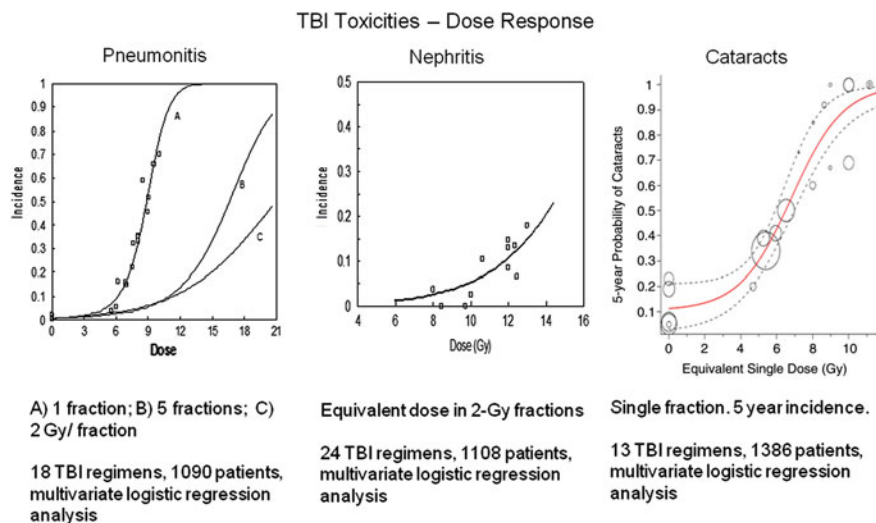 TBI Toxicities – Dose Response
Pneumonitis
1
0.9
0.8
0.7
0.6
0.5
0.4
0.3
0.2
0.1
0
Incidence
A
B
C
0 3 6 9 12 15 18 21
Dose
A) 1 fraction; B) 5 fractions; C)
2 Gy/ fraction
18 TBI regimens, 1090 patients,
multivariate logistic regression
analysis
Nephritis
0.5
0.4
0.3
0.2
0.1
0
Incidence
4 6 8 10 12 14 16
Dose (Gy)
Equivalent dose in 2-Gy fractions
24 TBI regimens, 1108 patients,
multivariate logistic regression
analysis
Cataracts
1
0.9
0.8
0.7
0.6
0.5
0.4
0.3
0.2
0.1
5-year Probability of Cataracts
0 2 4 6 8 10
Equivalent Single Dose (Gy)
Single fraction. 5 year incidence.
13 TBI regimens, 1386 patients,
multivariate logistic regression
analysis